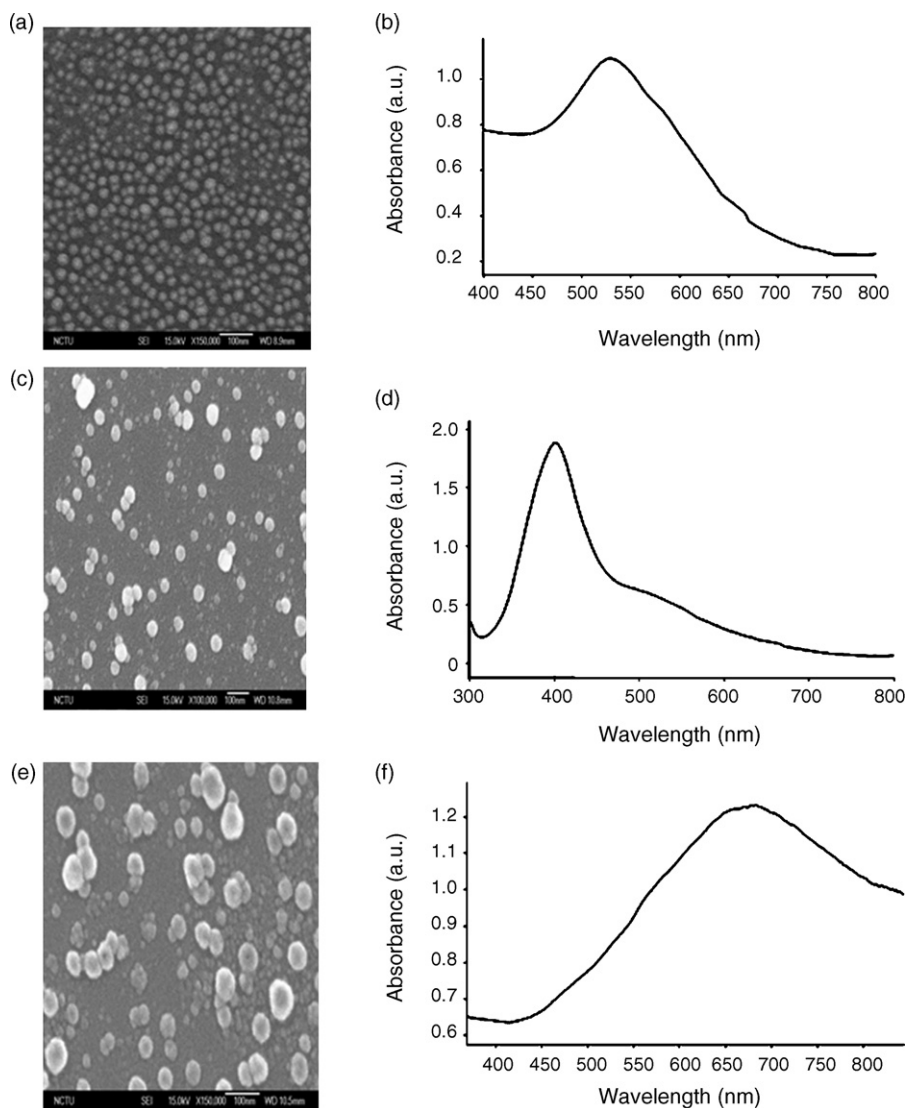 (a)
NCTU SEI 15.0kV X150,000 100nm WD 8.9mm
(b)
Absorbance (a.u.)
1.0
0.8
0.6
0.4
0.2
400 450 500 550 600 650 700 750 800
Wavelength (nm)
(c)
NCTU SEI 15.0kV X100,000 100nm WD 10.8mm
(d)
Absorbance (a.u.)
2.0
1.5
1.0
0.5
0
300 400 500 600 700 800
Wavelength (nm)
(e)
NCTU SEI 15.0kV X150,000 100nm WD 10.5mm
(f)
Absorbance (a.u.)
1.2
1.0
0.9
0.8
0.7
0.6
400 450 500 550 600 650 700 750 800
Wavelength (nm)